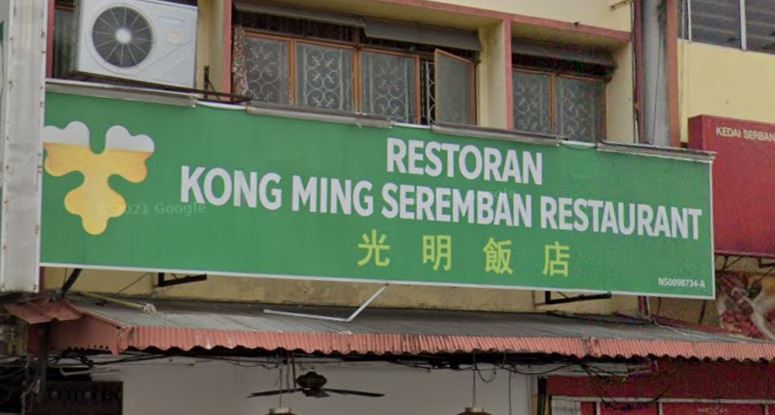 RESTORAN
KONG MING SEREMBAN RESTAURANT
光明飯店
NS0098734-A
KEDAI SERBAN
2021 Google